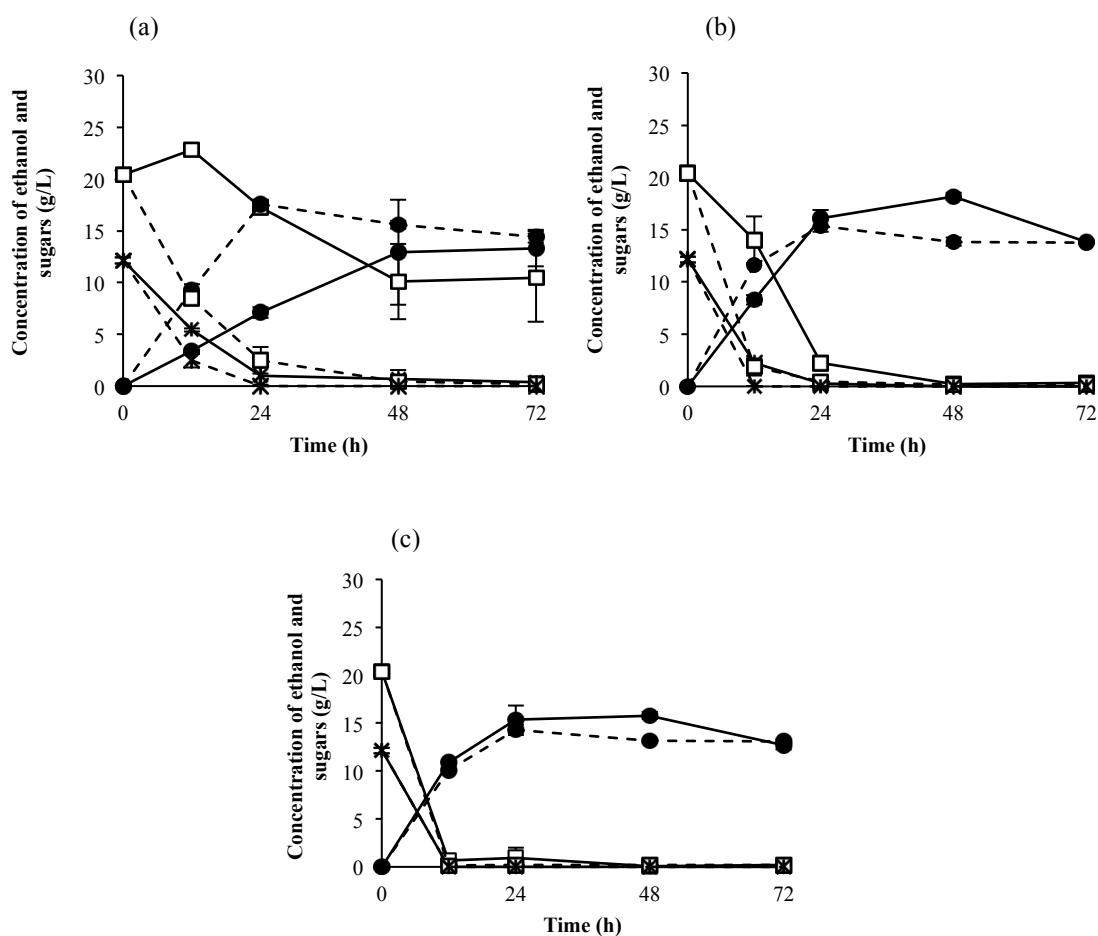 (a)
30
25
20
15
10
5
0
0 24 48 72
Concentration of ethanol and
sugars (g/L)
Time (h)
(b)
30
25
20
15
10
5
0
0 24 48 72
Concentration of ethanol and
sugars (g/L)
Time (h)
(c)
30
25
20
15
10
5
0
0 24 48 72
Concentration of ethanol and
sugars (g/L)
Time (h)